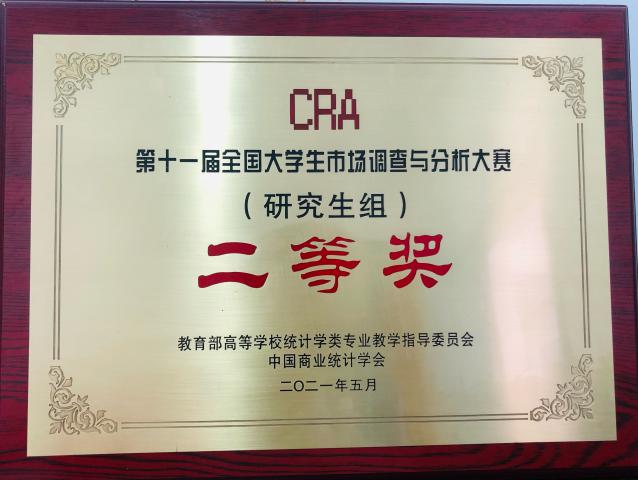 CRA
第十一届全国大学生市场调查与分析大赛
（研究生组）
二等奖
教育部高等学校统计学类专业教学指导委员会
中国商业统计学会
二〇二一年五月